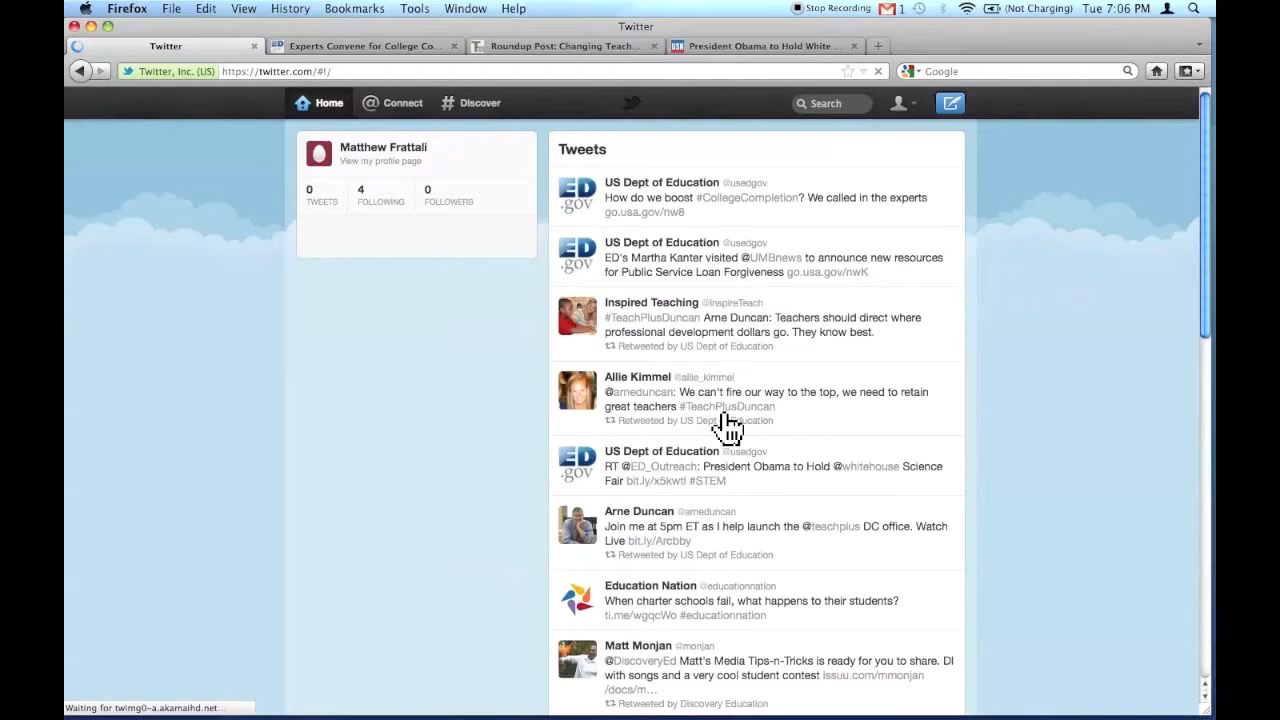 Firefox File Edit View History Bookmarks Tools Window Help Stop Recording 1 (Not Charging) Tue 7:06 PM
Twitter
Twitter Experts Convene for College Co... Roundup Post: Changing Teach... President Obama to Hold White ...
Twitter, Inc. (US) https://twitter.com/#!/ Google
Home Connect Discover Search
Matthew Frattali
View my profile page
0 4 0
TWEETS FOLLOWING FOLLOWERS
Tweets
US Dept of Education @usedgov
How do we boost #CollegeCompletion? We called in the experts
go.usa.gov/nw8
US Dept of Education @usedgov
ED's Martha Kanter visited @UMBnews to announce new resources
for Public Service Loan Forgiveness go.usa.gov/nwK
Inspired Teaching @InspireTeach
#TeachPlusDuncan Arne Duncan: Teachers should direct where
professional development dollars go. They know best.
Retweeted by US Dept of Education
Allie Kimmel @allie_kimmel
@arneduncan: We can't fire our way to the top, we need to retain
great teachers #TeachPlusDuncan
Retweeted by US Dept of Education
US Dept of Education @usedgov
RT @ED_Outreach: President Obama to Hold @whitehouse Science
Fair bit.ly/x5kwtI #STEM
Arne Duncan @arneduncan
Join me at 5pm ET as I help launch the @teachplus DC office. Watch
Live bit.ly/Arcbby
Retweeted by US Dept of Education
Education Nation @educationnation
When charter schools fail, what happens to their students?
ti.me/wgqcWo #educationnation
Matt Monjan @monjan
@DiscoveryEd Matt's Media Tips-n-Tricks is ready for you to share. DI
with songs and a very cool student contest issuu.com/mmonjan
/docs/m...
Retweeted by Discovery Education
Waiting for twimg0-a.akamaihd.net...
ED
.gov
ED
.gov
ED
.gov